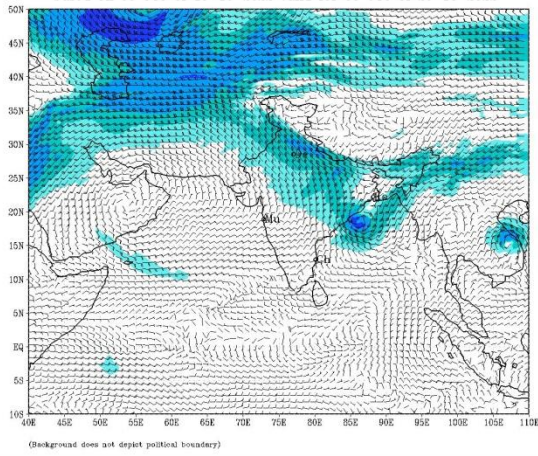 50N
45N
40N
35N
30N
25N
20N
Mu
15N
10N
5N
EQ
5S
10S
40E 45E 50E 55E 60E 65E 70E 75E 80E 85E 90E 95E 100E 105E 110E
(Background does not depict political boundary)